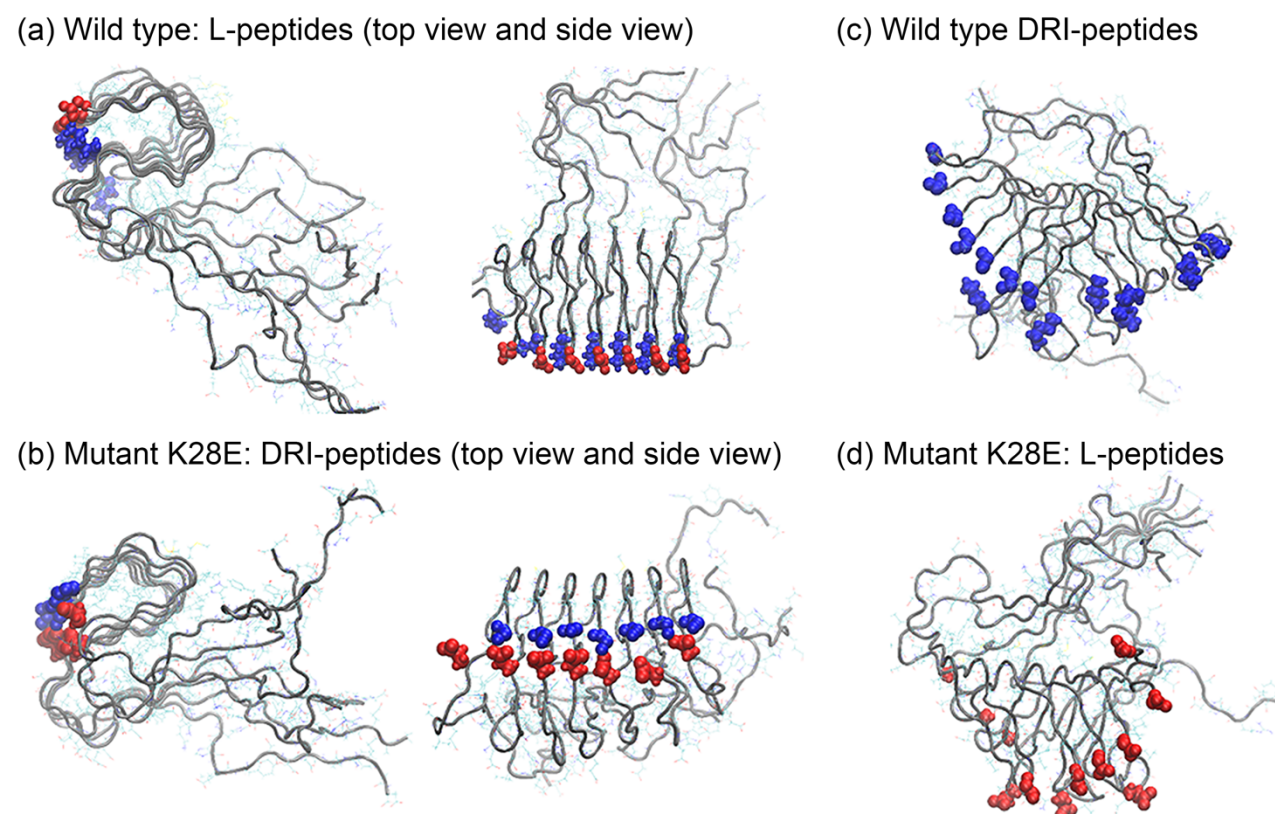 (a) Wild type: L-peptides (top view and side view)
(c) Wild type DRI-peptides
(b) Mutant K28E: DRI-peptides (top view and side view)
(d) Mutant K28E: L-peptides